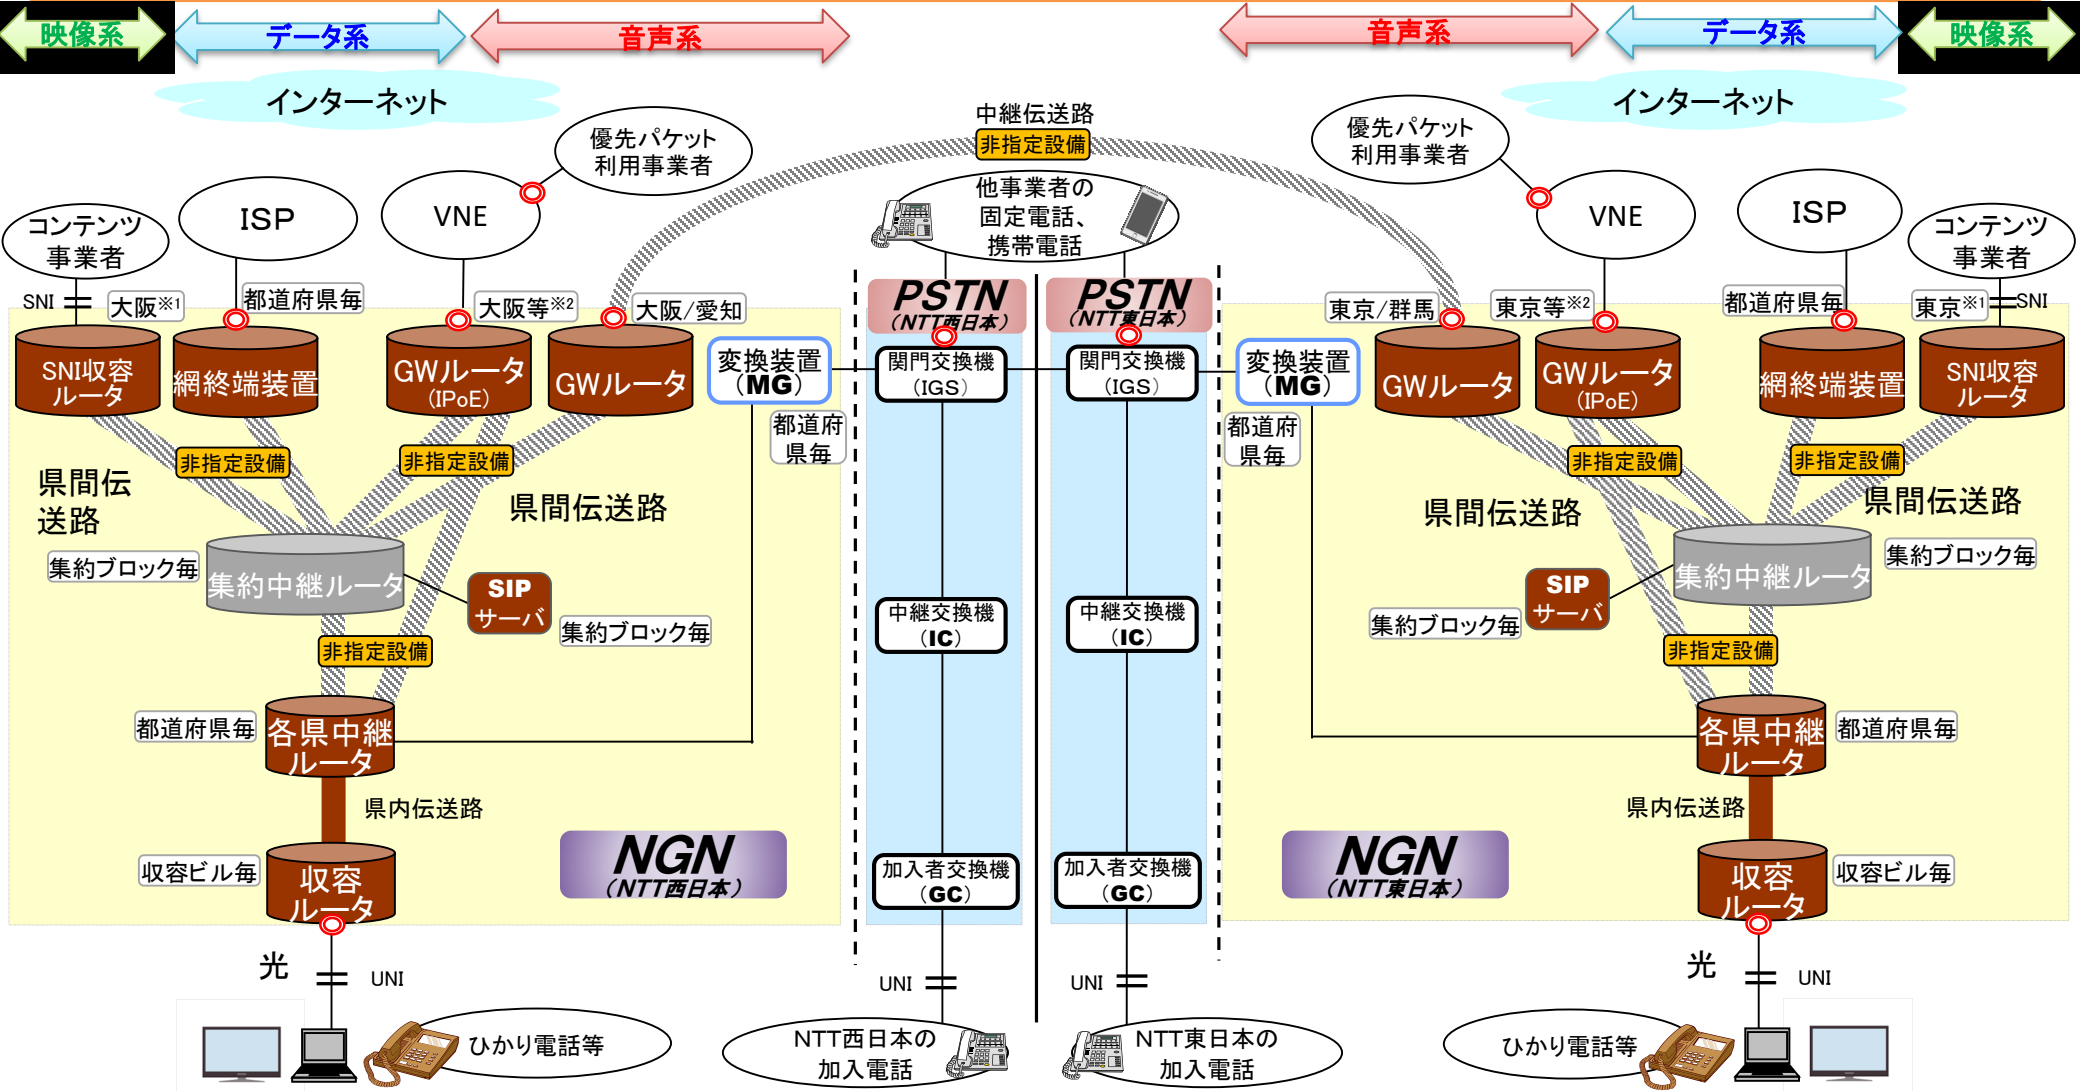 映像系
データ系
音声系
音声系
データ系
映像系
インターネット
インターネット
中継伝送路
非指定設備
優先パケット
利用事業者
優先パケット
利用事業者
コンテンツ
事業者
ISP
VNE
他事業者の
固定電話、
携帯電話
VNE
ISP
コンテンツ
事業者
SNI
大阪※1
都道府県毎
大阪等※2
大阪/愛知
PSTN
(NTT西日本)
PSTN
(NTT東日本)
東京/群馬
東京等※2
都道府県毎
東京※1
SNI
SNI収容
ルータ
網終端装置
GWルータ
(IPoE)
GWルータ
変換装置
(MG)
関門交換機
(IGS)
関門交換機
(IGS)
変換装置
(MG)
GWルータ
GWルータ
(IPoE)
網終端装置
SNI収容
ルータ
都道府
県毎
都道府
県毎
非指定設備
非指定設備
非指定設備
非指定設備
県間伝
送路
県間伝送路
県間伝送路
県間伝送路
集約ブロック毎
集約中継ルータ
SIP
サーバ
集約ブロック毎
中継交換機
(IC)
中継交換機
(IC)
集約ブロック毎
SIP
サーバ
集約中継ルータ
集約ブロック毎
非指定設備
非指定設備
都道府県毎
各県中継
ルータ
各県中継
ルータ
都道府県毎
県内伝送路
県内伝送路
収容ビル毎
収容
ルータ
NGN
(NTT西日本)
加入者交換機
(GC)
加入者交換機
(GC)
NGN
(NTT東日本)
収容
ルータ
収容ビル毎
光
UNI
UNI
UNI
光
UNI
ひかり電話等
NTT西日本の
加入電話
NTT東日本の
加入電話
ひかり電話等